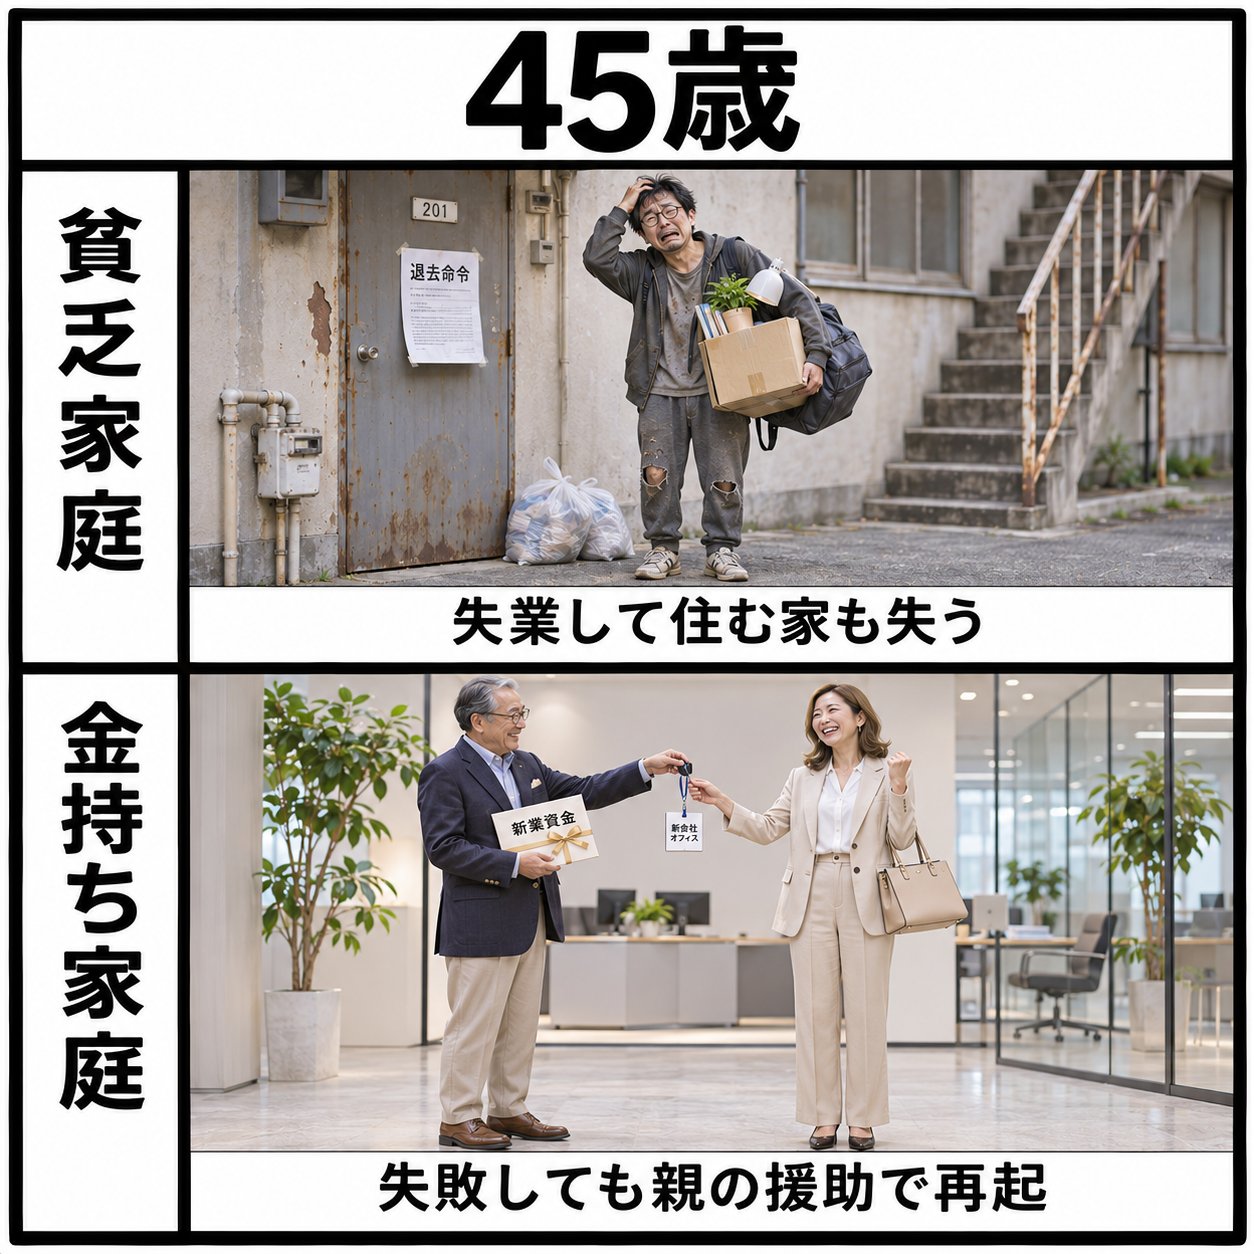 45歳
貧乏家庭
201
退去命令
失業して住む家も失う
金持ち家庭
新業資金
新会社
オフィス
失敗しても親の援助で再起